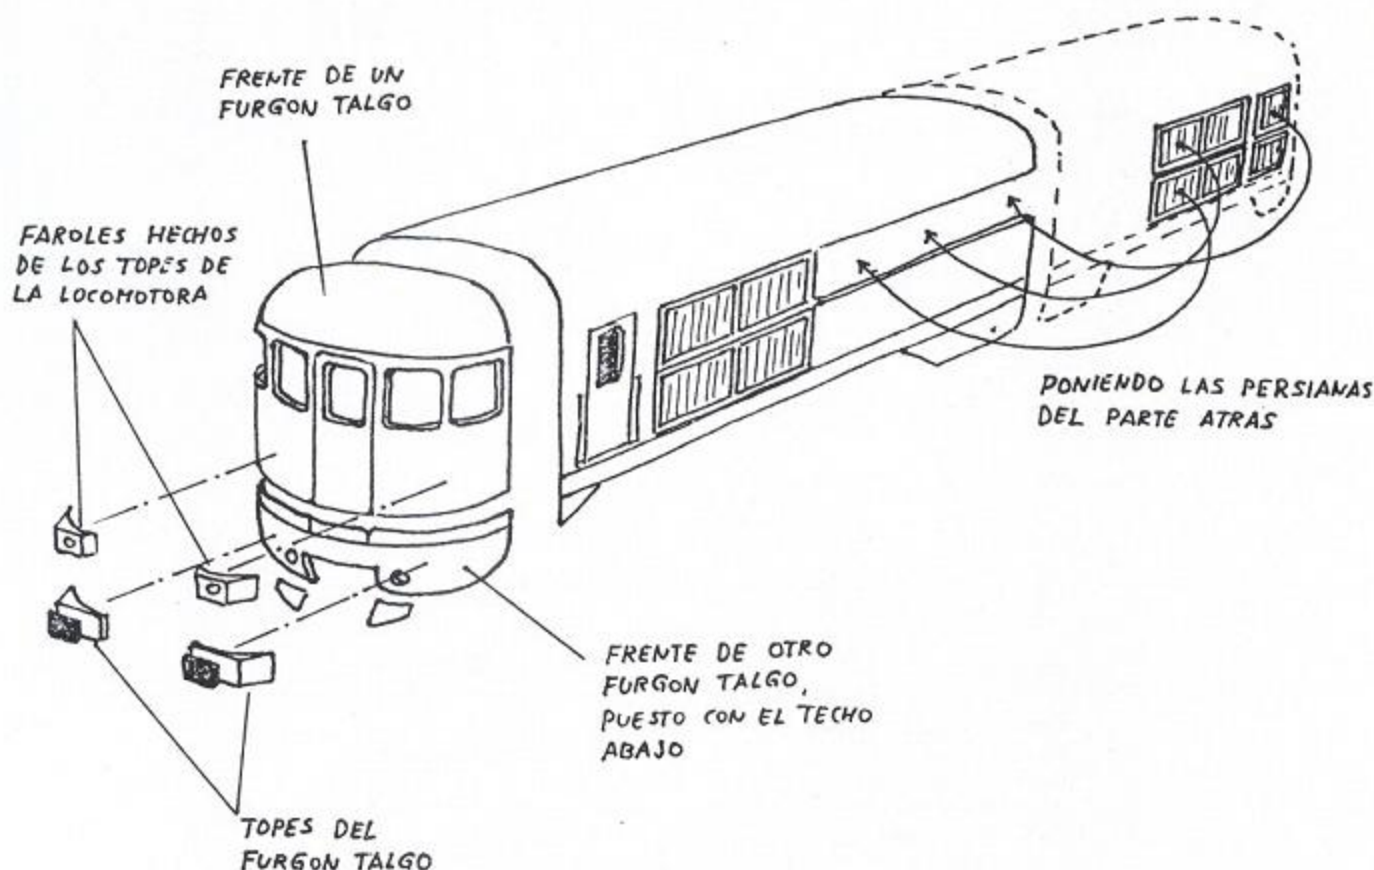 FRENTE DE UN
FURGON TALGO
FAROLES HECHOS
DE LOS TOPES DE
LA LOCOMOTORA
PONIENDO LAS PERSIANAS
DEL PARTE ATRAS
FRENTE DE OTRO
FURGON TALGO,
PUESTO CON EL TECHO
ABAJO
TOPES DEL
FURGON TALGO